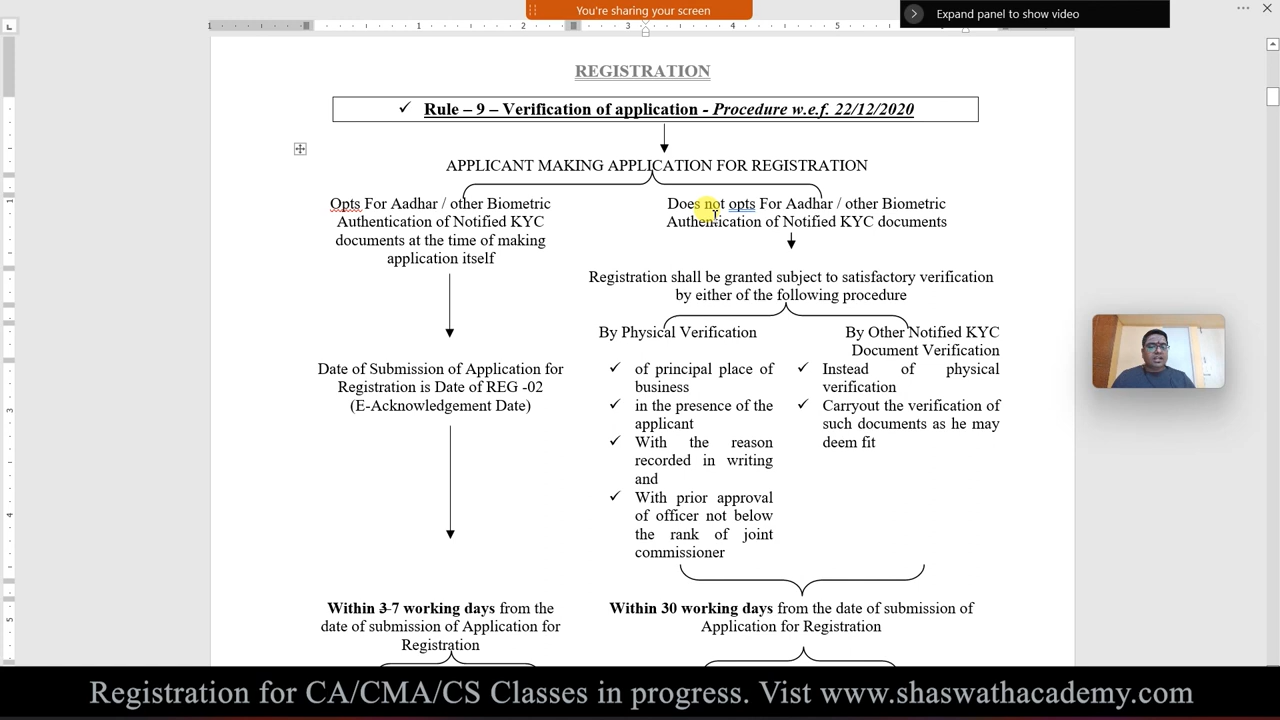 You're sharing your screen
Expand panel to show video
REGISTRATION
✓ Rule – 9 – Verification of application - Procedure w.e.f. 22/12/2020
APPLICANT MAKING APPLICATION FOR REGISTRATION
Opts For Aadhar / other Biometric
Authentication of Notified KYC
documents at the time of making
application itself
Does not opts For Aadhar / other Biometric
Authentication of Notified KYC documents
Registration shall be granted subject to satisfactory verification
by either of the following procedure
Date of Submission of Application for
Registration is Date of REG -02
(E-Acknowledgement Date)
By Physical Verification
✓ of principal place of
business
✓ in the presence of the
applicant
✓ With the reason
recorded in writing
and
✓ With prior approval
of officer not below
the rank of joint
commissioner
By Other Notified KYC
Document Verification
✓ Instead of physical
verification
✓ Carryout the verification of
such documents as he may
deem fit
Within 3 7 working days from the
date of submission of Application for
Registration
Within 30 working days from the date of submission of
Application for Registration
Registration for CA/CMA/CS Classes in progress. Vist www.shaswathacademy.com